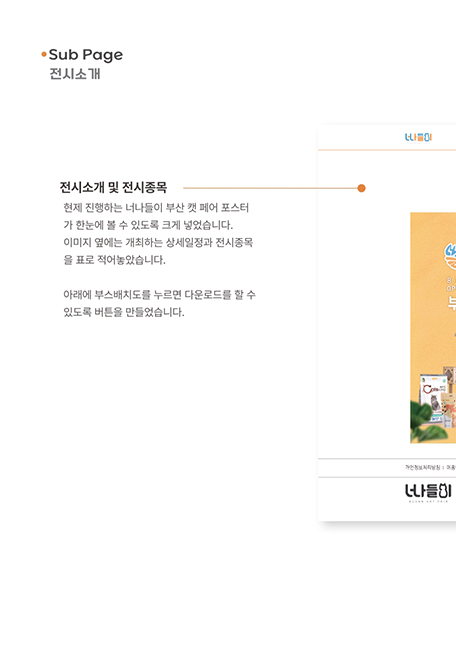 Sub Page
전시소개
전시소개 및 전시종목
현제 진행하는 너나들이 부산 캣 페어 포스터
가 한눈에 볼 수 있도록 크게 넣었습니다.
이미지 옆에는 개최하는 상세일정과 전시종목
을 표로 적어놓았습니다.
아래에 부스배치도를 누르면 다운로드를 할 수
있도록 버튼을 만들었습니다.
너나들이
개인정보처리방침 |
너나들이